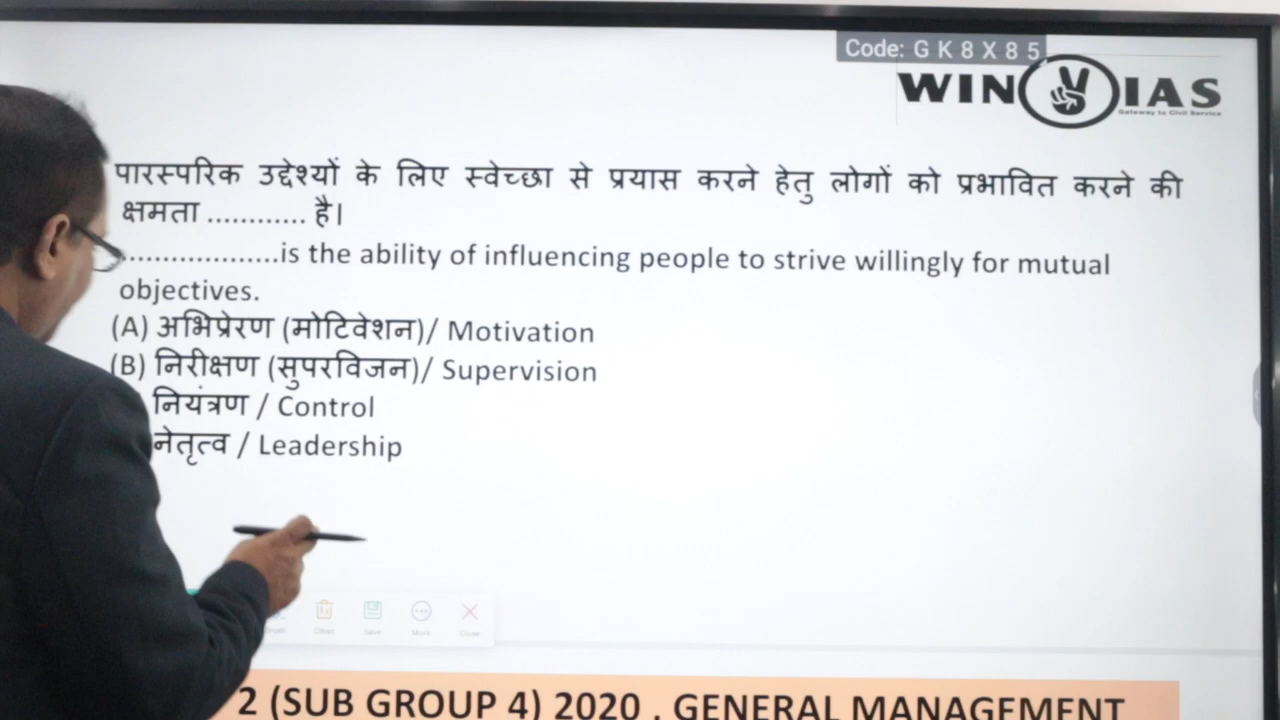 Code: G K 8 X 8 5
WIN IAS
Gateway to Civil Service
पारस्परिक उद्देश्यों के लिए स्वेच्छा से प्रयास करने हेतु लोगों को प्रभावित करने की
क्षमता ............ है।
...................is the ability of influencing people to strive willingly for mutual
objectives.
(A) अभिप्रेरण (मोटिवेशन)/ Motivation
(B) निरीक्षण (सुपरविजन)/ Supervision
नियंत्रण / Control
नेतृत्व / Leadership
Clean Save More Close
2 (SUB GROUP 4) 2020 , GENERAL MANAGEMENT